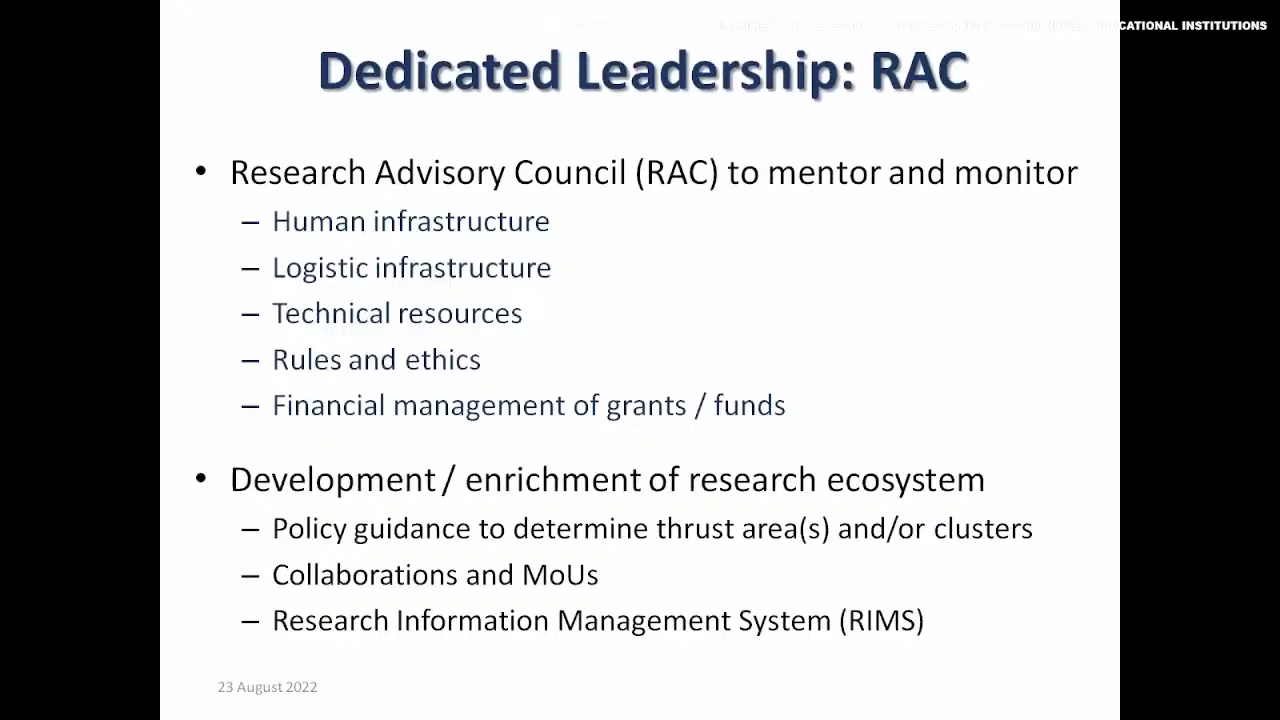 CATIONAL INSTITUTIONS
Dedicated Leadership: RAC
• Research Advisory Council (RAC) to mentor and monitor
– Human infrastructure
– Logistic infrastructure
– Technical resources
– Rules and ethics
– Financial management of grants / funds
• Development / enrichment of research ecosystem
– Policy guidance to determine thrust area(s) and/or clusters
– Collaborations and MoUs
– Research Information Management System (RIMS)
23 August 2022